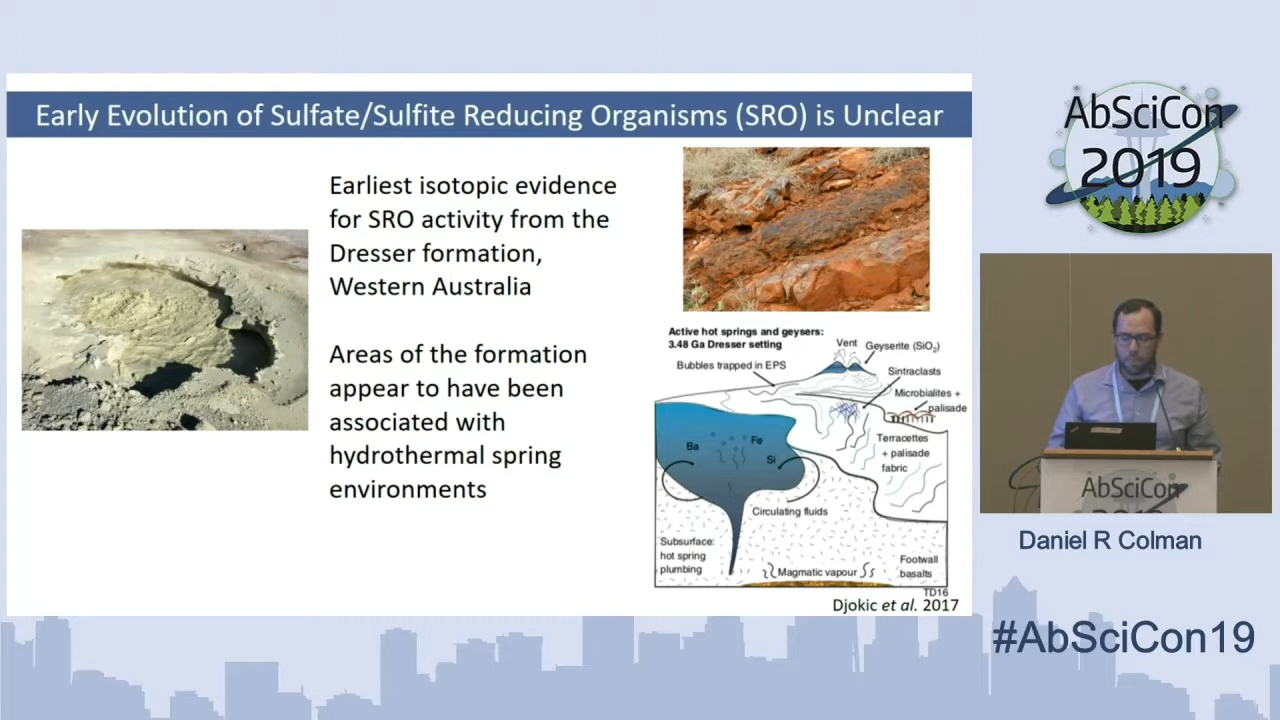 Early Evolution of Sulfate/Sulfite Reducing Organisms (SRO) is Unclear
Earliest isotopic evidence
for SRO activity from the
Dresser formation,
Western Australia
Areas of the formation
appear to have been
associated with
hydrothermal spring
environments
Active hot springs and geysers:
3.48 Ga Dresser setting
Bubbles trapped in EPS
Vent
Geyserite (SiO₂)
Sintraclasts
Microbialites +
palisade
Terracettes
+ palisade
fabric
Ba
Fe
Si
Circulating fluids
Subsurface:
hot spring
plumbing
Magmatic vapour
Footwall
basalts
TD16
Djokic et al. 2017
AbSciCon
2019
AbSciCon
Daniel R Colman
#AbSciCon19